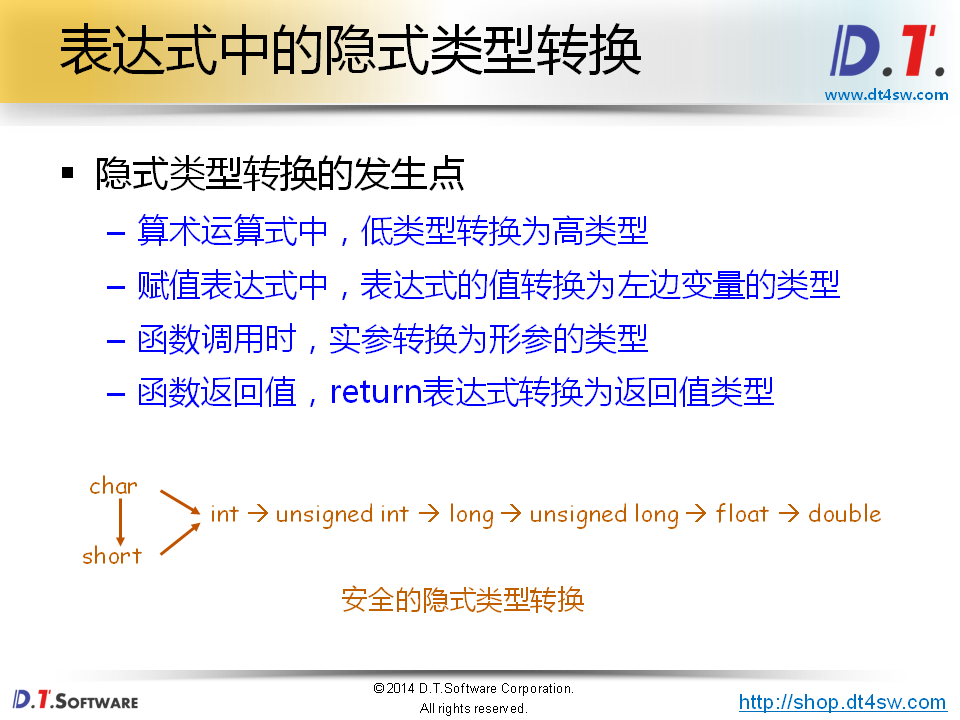 表达式中的隐式类型转换
D.T.
www.dt4sw.com
▪ 隐式类型转换的发生点
– 算术运算式中，低类型转换为高类型
– 赋值表达式中，表达式的值转换为左边变量的类型
– 函数调用时，实参转换为形参的类型
– 函数返回值，return表达式转换为返回值类型
char
int → unsigned int → long → unsigned long → float → double
short
安全的隐式类型转换
D.T.SOFTWARE
©2014 D.T.Software Corporation.
All rights reserved.
http://shop.dt4sw.com